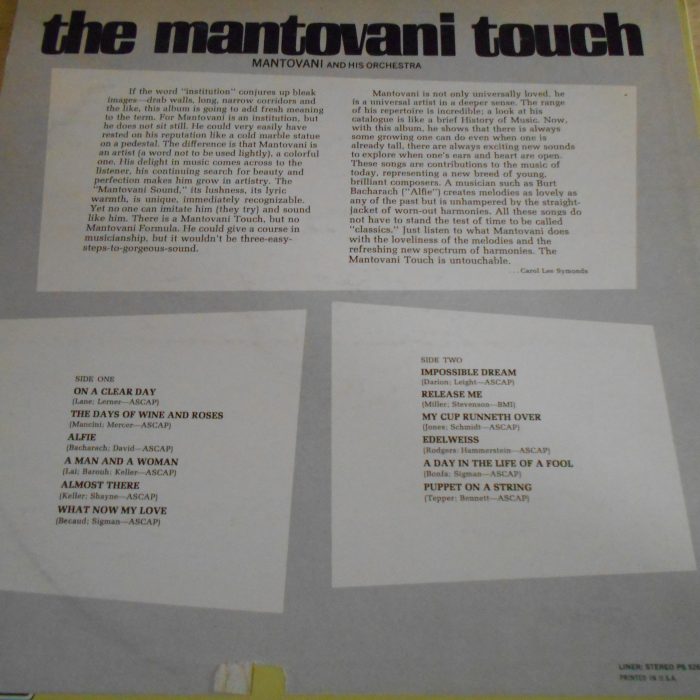 the mantovani touch
MANTOVANI AND HIS ORCHESTRA
If the word "institution" conjures up bleak
images—drab walls, long, narrow corridors and
the like, this album is going to add fresh meaning
to the term. For Mantovani is an institution, but
he does not sit still. He could very easily have
rested on his reputation like a cold marble statue
on a pedestal. The difference is that Mantovani is
an artist (a word not to be used lightly), a colorful
one. His delight in music comes across to the
listener, his continuing search for beauty and
perfection makes him grow in artistry. The
"Mantovani Sound," its lushness, its lyric
warmth, is unique, immediately recognizable.
Yet no one can imitate him (they try) and sound
like him. There is a Mantovani Touch, but no
Mantovani Formula. He could give a course in
musicianship, but it wouldn't be three-easy-
steps-to-gorgeous-sound.
Mantovani is not only universally loved, he
is a universal artist in a deeper sense. The range
of his repertoire is incredible; a look at his
catalogue is like a brief History of Music. Now,
with this album, he shows that there is always
some growing one can do even when one is
already tall, there are always exciting new sounds
to explore when one's ears and heart are open.
These songs are contributions to the music of
today, representing a new breed of young,
brilliant composers. A musician such as Burt
Bacharach ("Alfie") creates melodies as lovely as
any of the past but is unhampered by the straight-
jacket of worn-out harmonies. All these songs do
not have to stand the test of time to be called
"classics." Just listen to what Mantovani does
with the loveliness of the melodies and the
refreshing new spectrum of harmonies. The
Mantovani Touch is untouchable.
...Carol Lee Symonds
SIDE ONE
ON A CLEAR DAY
(Lane; Lerner—ASCAP)
THE DAYS OF WINE AND ROSES
(Mancini; Mercer—ASCAP)
ALFIE
(Bacharach; David—ASCAP)
A MAN AND A WOMAN
(Lai; Barouh; Keller—ASCAP)
ALMOST THERE
(Keller; Shayne—ASCAP)
WHAT NOW MY LOVE
(Becaud; Sigman—ASCAP)
SIDE TWO
IMPOSSIBLE DREAM
(Darion; Leight—ASCAP)
RELEASE ME
(Miller; Stevenson—BMI)
MY CUP RUNNETH OVER
(Jones; Schmidt—ASCAP)
EDELWEISS
(Rodgers; Hammerstein—ASCAP)
A DAY IN THE LIFE OF A FOOL
(Bonfa; Sigman—ASCAP)
PUPPET ON A STRING
(Tepper; Bennett—ASCAP)
LINER: STEREO PS
PRINTED IN U.S.A.